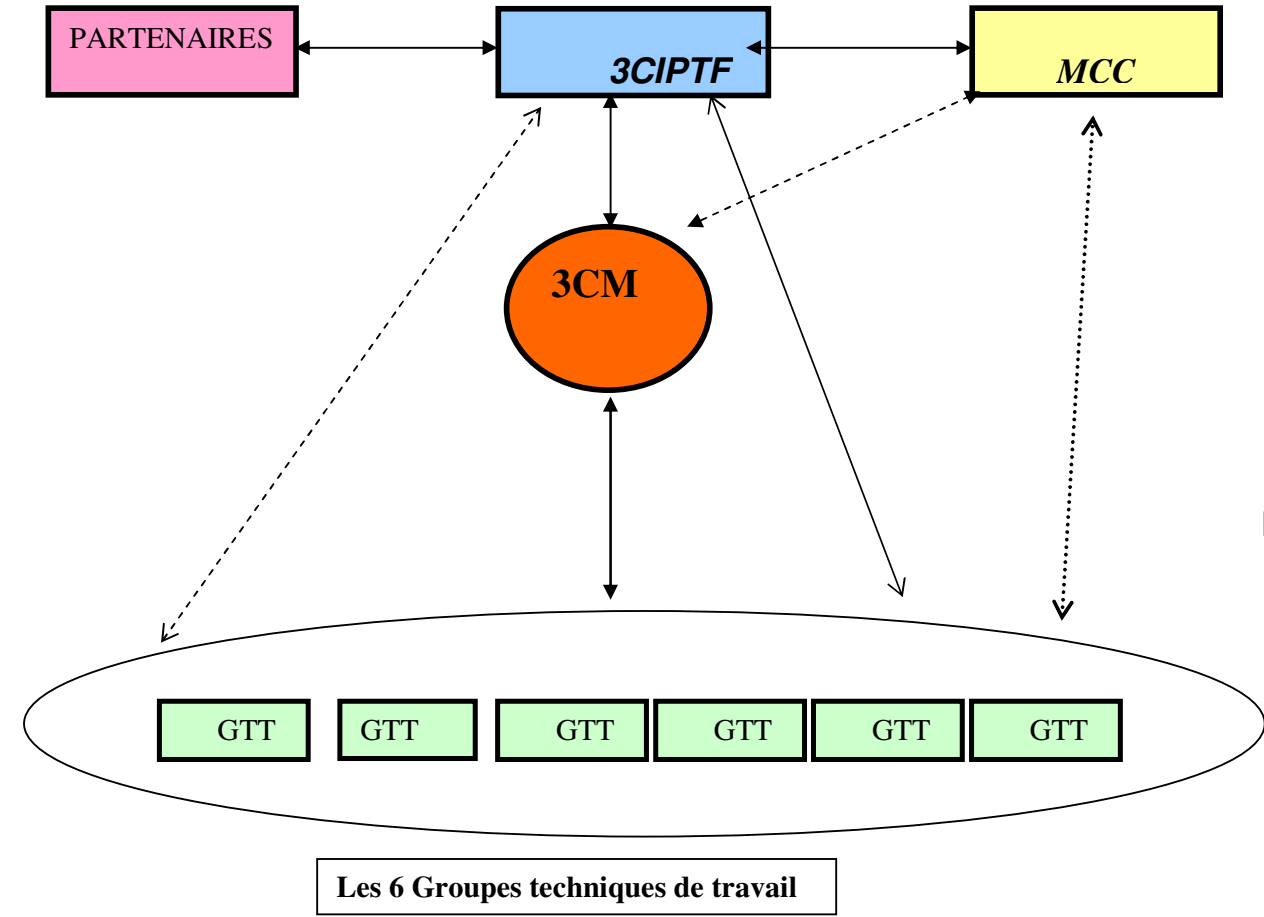 PARTENAIRES
3CIPTF
MCC
3CM
GTT
GTT
GTT
GTT
GTT
GTT
Les 6 Groupes techniques de travail